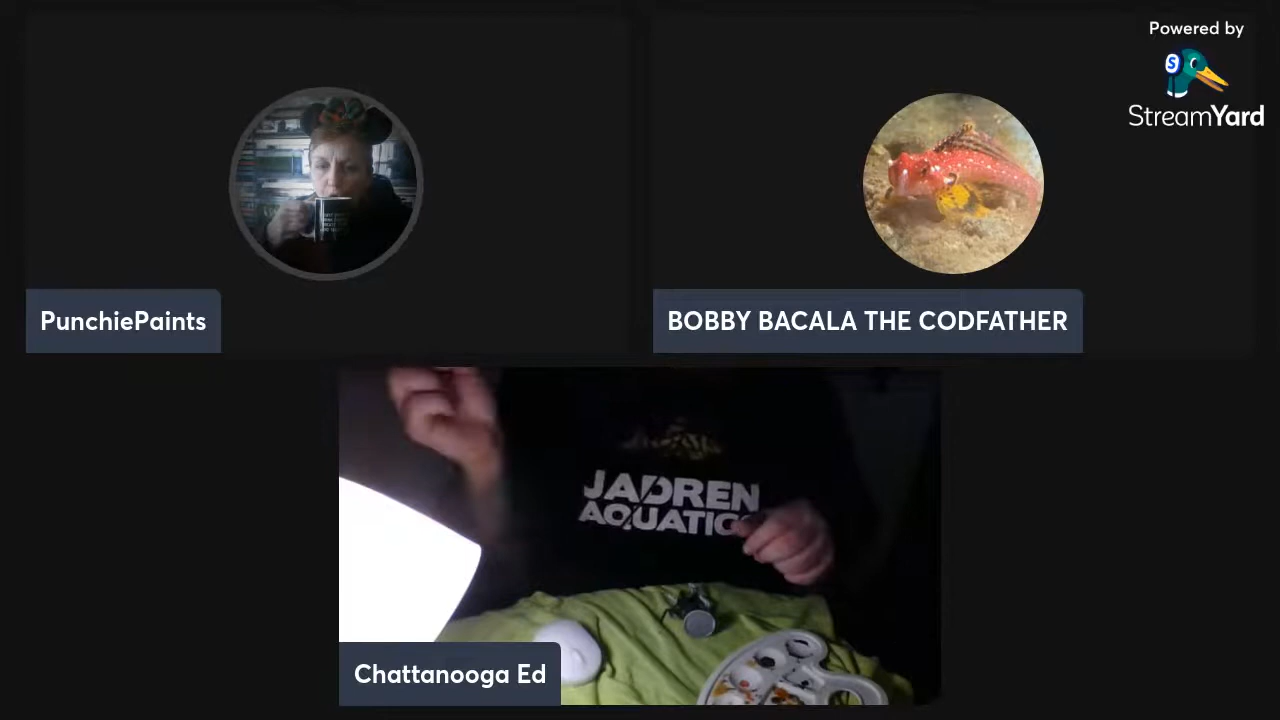 Powered by
S
StreamYard
PunchiePaints
BOBBY BACALA THE CODFATHER
JADREN
AQUATICS
Chattanooga Ed